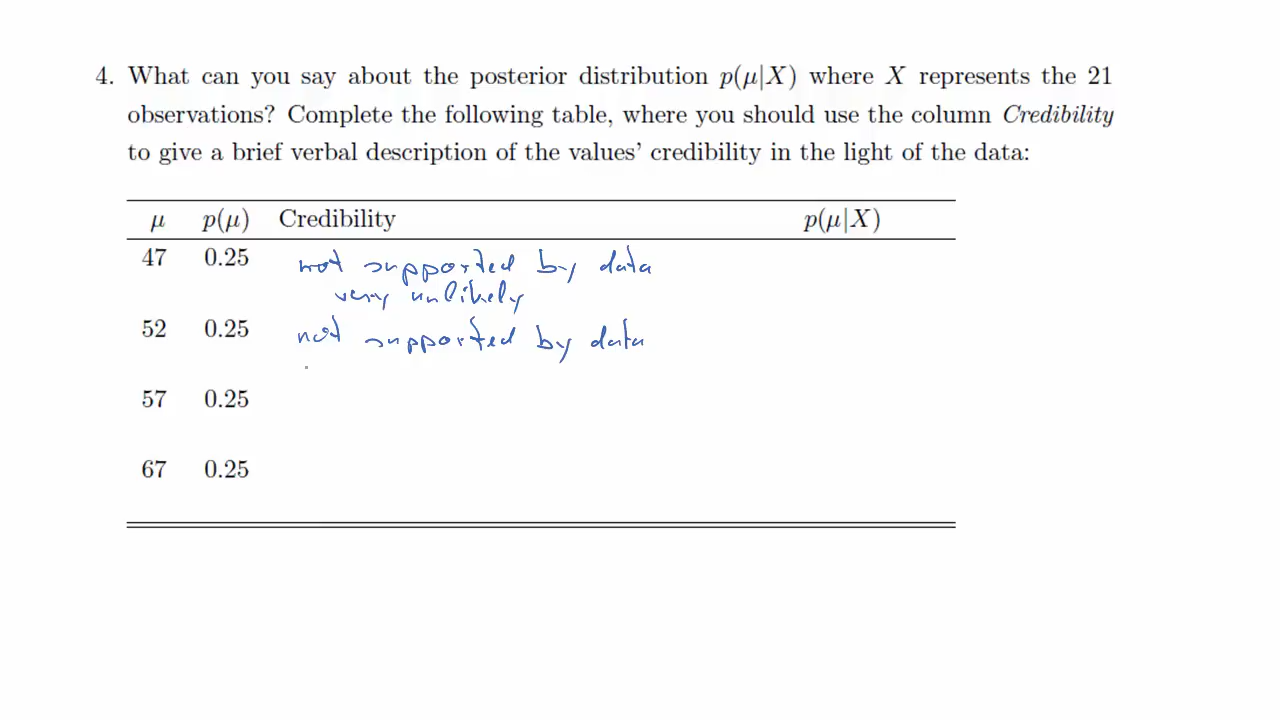 4. What can you say about the posterior distribution p(μ|X) where X represents the 21
observations? Complete the following table, where you should use the column Credibility
to give a brief verbal description of the values' credibility in the light of the data:
μ p(μ) Credibility p(μ|X)
47 0.25 not supported by data
very unlikely
52 0.25 not supported by data
57 0.25
67 0.25